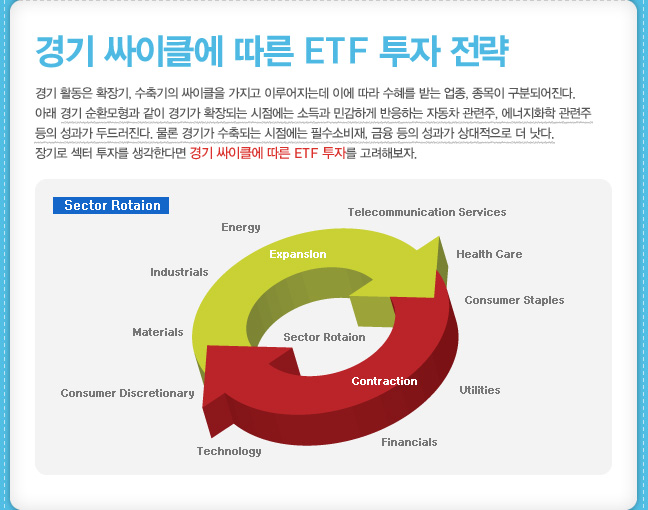 경기 싸이클에 따른 ETF 투자 전략
경기 활동은 확장기, 수축기의 싸이클을 가지고 이루어지는데 이에 따라 수혜를 받는 업종, 종목이 구분되어진다.
아래 경기 순환모형과 같이 경기가 확장되는 시점에는 소득과 민감하게 반응하는 자동차 관련주, 에너지화학 관련주
등의 성과가 두드러진다. 물론 경기가 수축되는 시점에는 필수소비재, 금융 등의 성과가 상대적으로 더 낫다.
장기로 섹터 투자를 생각한다면 경기 싸이클에 따른 ETF 투자를 고려해보자.
Sector Rotaion
Telecommunication Services
Energy
Expansion
Health Care
Industrials
Consumer Staples
Materials
Sector Rotaion
Contraction
Consumer Discretionary
Utilities
Financials
Technology